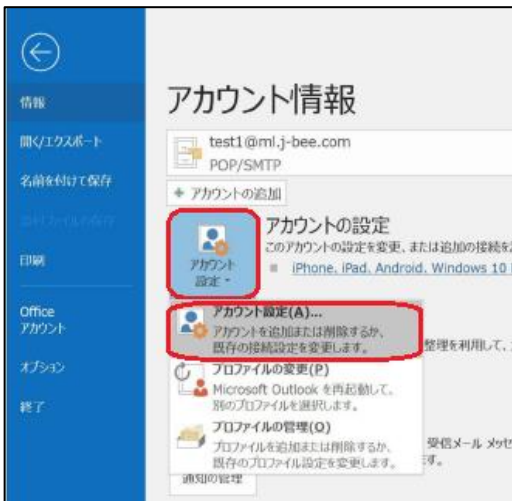 情報
開く/エクスポート
名前を付けて保存
印刷
Office
アカウント
オプション
終了
アカウント情報
test1@ml.j-bee.com
POP/SMTP
アカウントの追加
アカウント
設定
アカウントの設定
このアカウントの設定を変更、または追加の接続を
iPhone、iPad、Android、Windows 10
アカウント設定(A)...
アカウントを追加または削除するか、
既存の接続設定を変更します。
プロファイルの変更(P)
Microsoft Outlook を再起動して、
別のプロファイルを選択します。
プロファイルの管理(O)
プロファイルを追加または削除するか、
既存のプロファイル設定を変更します。
整理を利用して、
受信メール メッセ
す。
通知の管理